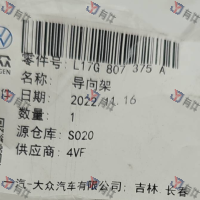 有位
零件号: L17G 807 375 A
名称: 导向架
日期: 2022.11.16
数量: 1
源仓库: S020
供应商: 4VF
汽-大众汽车有限公司: 吉林 长春